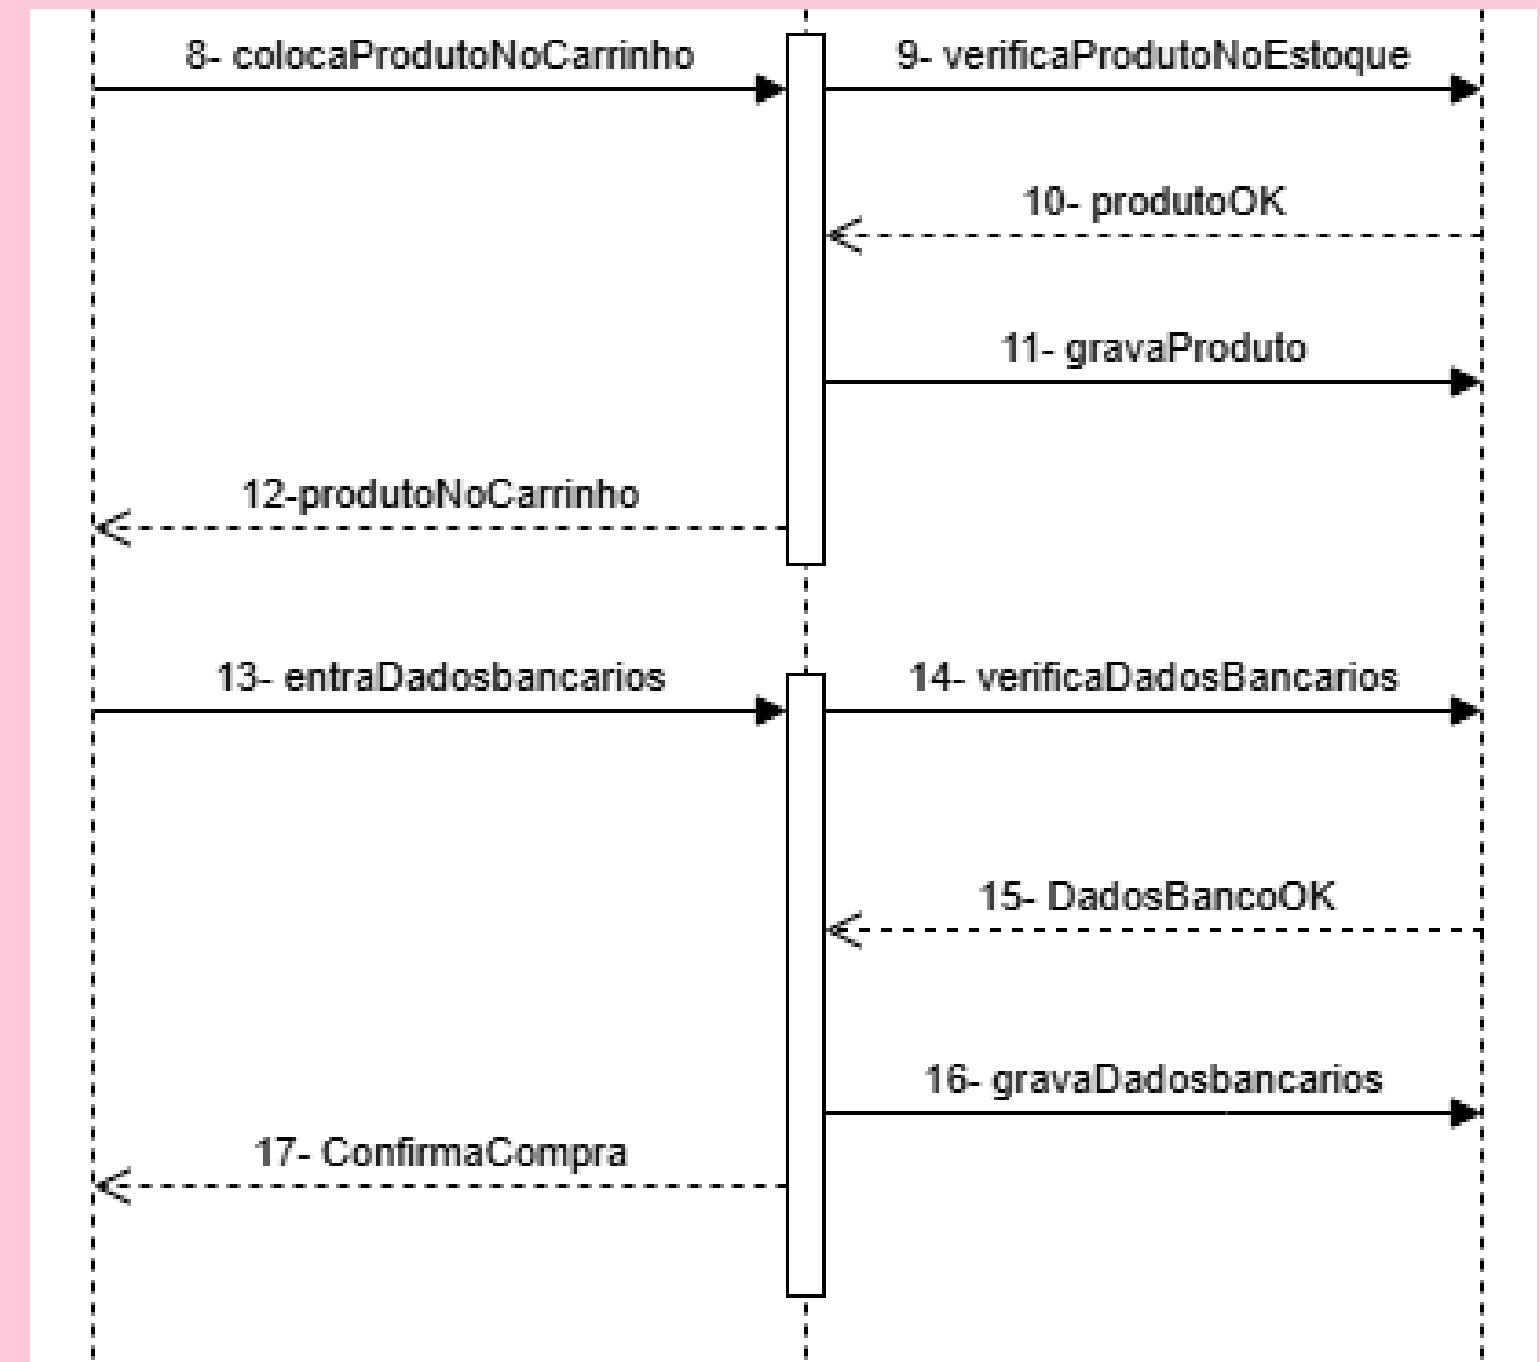 8- colocaProdutoNoCarrinho
9- verificaProdutoNoEstoque
10- produtoOK
11- gravaProduto
12-produtoNoCarrinho
13- entraDadosbancarios
14- verificaDadosBancarios
15- DadosBancoOK
16- gravaDadosbancarios
17- ConfirmaCompra